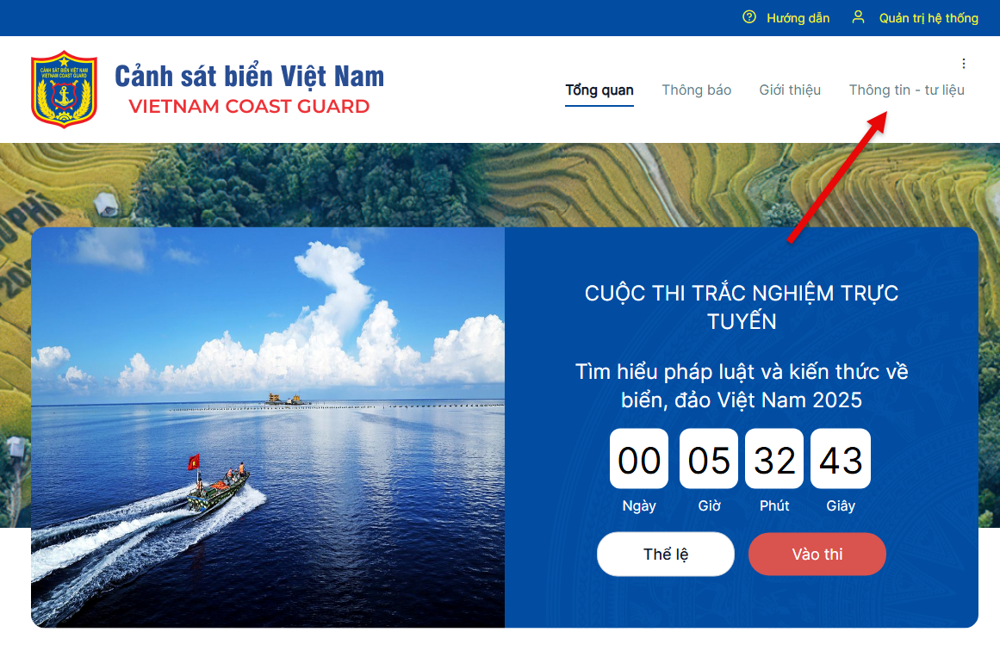 Hướng dẫn
Quản trị hệ thống
CẢNH SÁT BIỂN VIỆT NAM
VIETNAM COAST GUARD
Cảnh sát biển Việt Nam
VIETNAM COAST GUARD
Tổng quan
Thông báo
Giới thiệu
Thông tin - tư liệu
CUỘC THI TRẮC NGHIỆM TRỰC
TUYẾN
Tìm hiểu pháp luật và kiến thức về
biển, đảo Việt Nam 2025
00 05 32 43
Ngày Giờ Phút Giây
Thể lệ
Vào thi